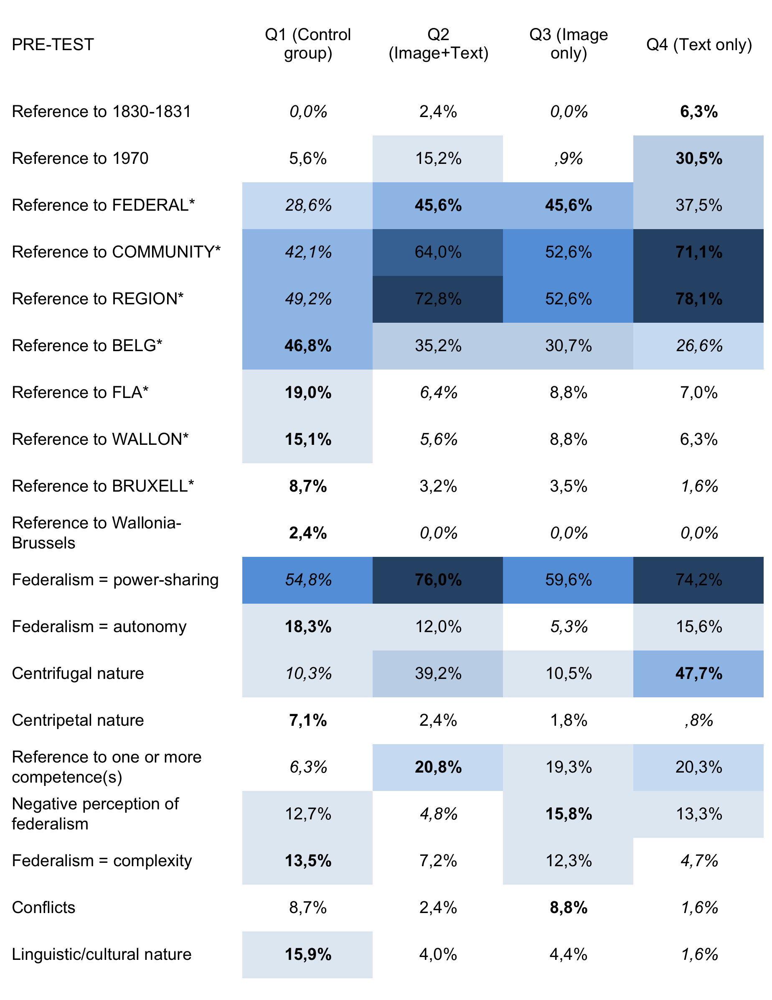 PRE-TEST Q1 (Control group) Q2 (Image+Text) Q3 (Image only) Q4 (Text only)
Reference to 1830-1831 0,0% 2,4% 0,0% 6,3%
Reference to 1970 5,6% 15,2% ,9% 30,5%
Reference to FEDERAL* 28,6% 45,6% 45,6% 37,5%
Reference to COMMUNITY* 42,1% 64,0% 52,6% 71,1%
Reference to REGION* 49,2% 72,8% 52,6% 78,1%
Reference to BELG* 46,8% 35,2% 30,7% 26,6%
Reference to FLA* 19,0% 6,4% 8,8% 7,0%
Reference to WALLON* 15,1% 5,6% 8,8% 6,3%
Reference to BRUXELL* 8,7% 3,2% 3,5% 1,6%
Reference to Wallonia-
Brussels 2,4% 0,0% 0,0% 0,0%
Federalism = power-sharing 54,8% 76,0% 59,6% 74,2%
Federalism = autonomy 18,3% 12,0% 5,3% 15,6%
Centrifugal nature 10,3% 39,2% 10,5% 47,7%
Centripetal nature 7,1% 2,4% 1,8% ,8%
Reference to one or more
competence(s) 6,3% 20,8% 19,3% 20,3%
Negative perception of
federalism 12,7% 4,8% 15,8% 13,3%
Federalism = complexity 13,5% 7,2% 12,3% 4,7%
Conflicts 8,7% 2,4% 8,8% 1,6%
Linguistic/cultural nature 15,9% 4,0% 4,4% 1,6%